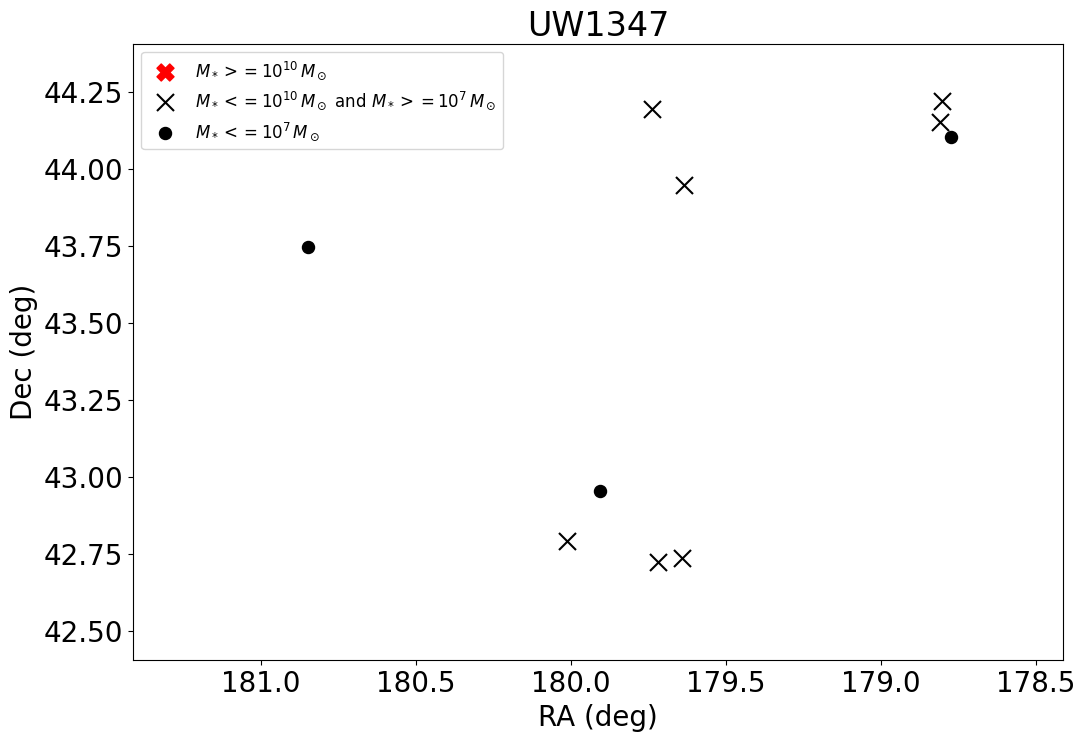 UW1347
M* >= 10^10 M⊙
M* <= 10^10 M⊙ and M* >= 10^7 M⊙
M* <= 10^7 M⊙
44.25
44.00
43.75
43.50
43.25
43.00
42.75
42.50
Dec (deg)
181.0 180.5 180.0 179.5 179.0 178.5
RA (deg)